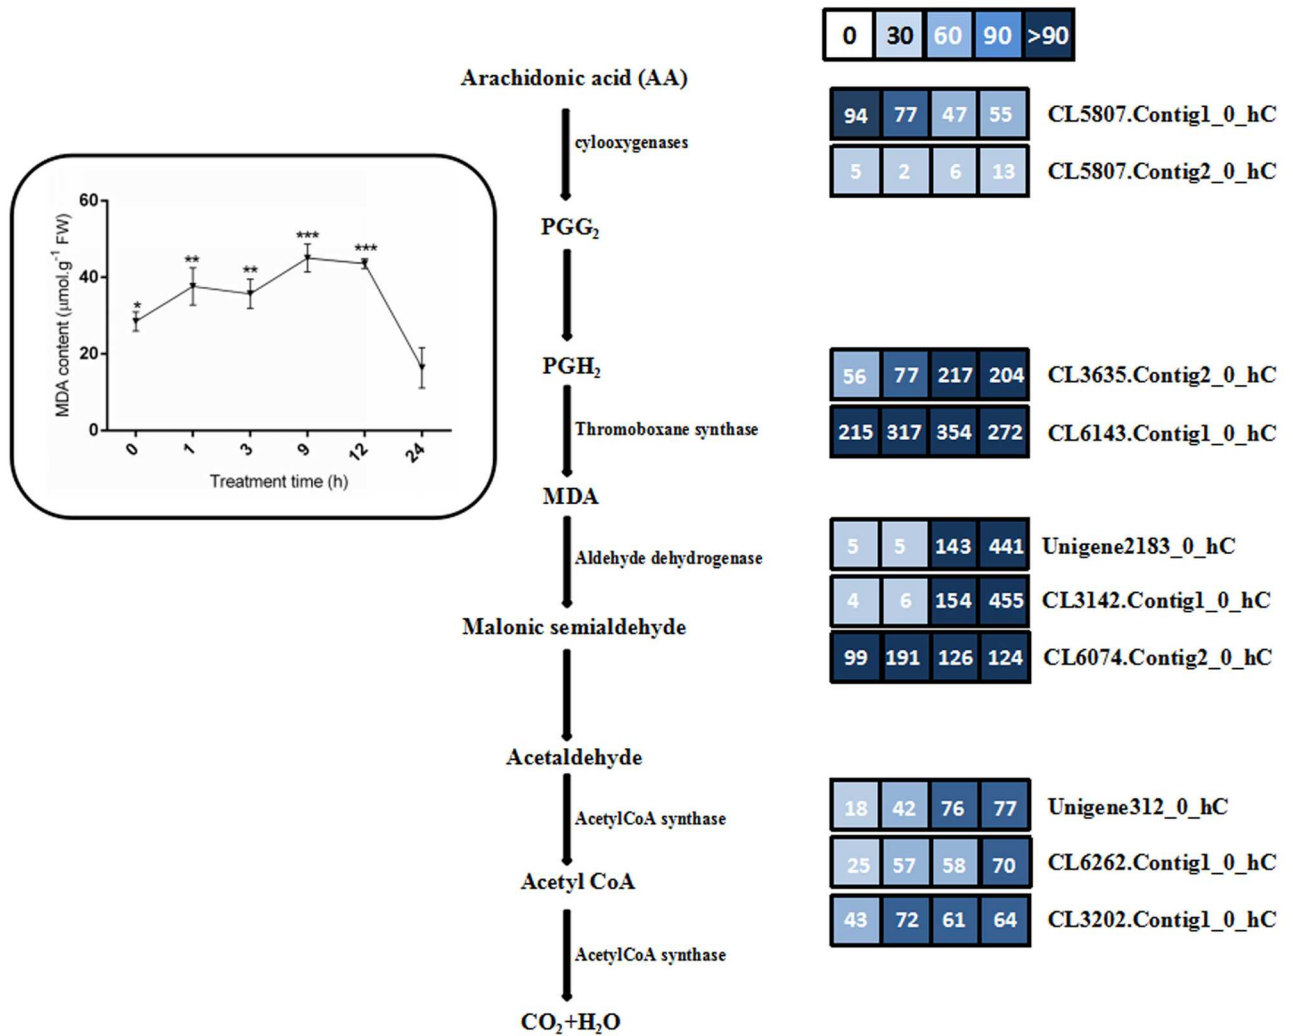 0 30 60 90 >90
Arachidonic acid (AA)
94 77 47 55 CL5807.Contig1_0_hC
cylooxygenases
5 2 6 13 CL5807.Contig2_0_hC
PGG2
PGH2
56 77 217 204 CL3635.Contig2_0_hC
Thromoboxane synthase
215 317 354 272 CL6143.Contig1_0_hC
MDA
5 5 143 441 Unigene2183_0_hC
Aldehyde dehydrogenase
4 6 154 455 CL3142.Contig1_0_hC
Malonic semialdehyde
99 191 126 124 CL6074.Contig2_0_hC
Acetaldehyde
18 42 76 77 Unigene312_0_hC
AcetylCoA synthase
25 57 58 70 CL6262.Contig1_0_hC
Acetyl CoA
43 72 61 64 CL3202.Contig1_0_hC
AcetylCoA synthase
CO2+H2O
MDA content (μmol.g-1 FW)
60
40
20
0
* ** ** *** ***
0 1 3 9 12 24
Treatment time (h)